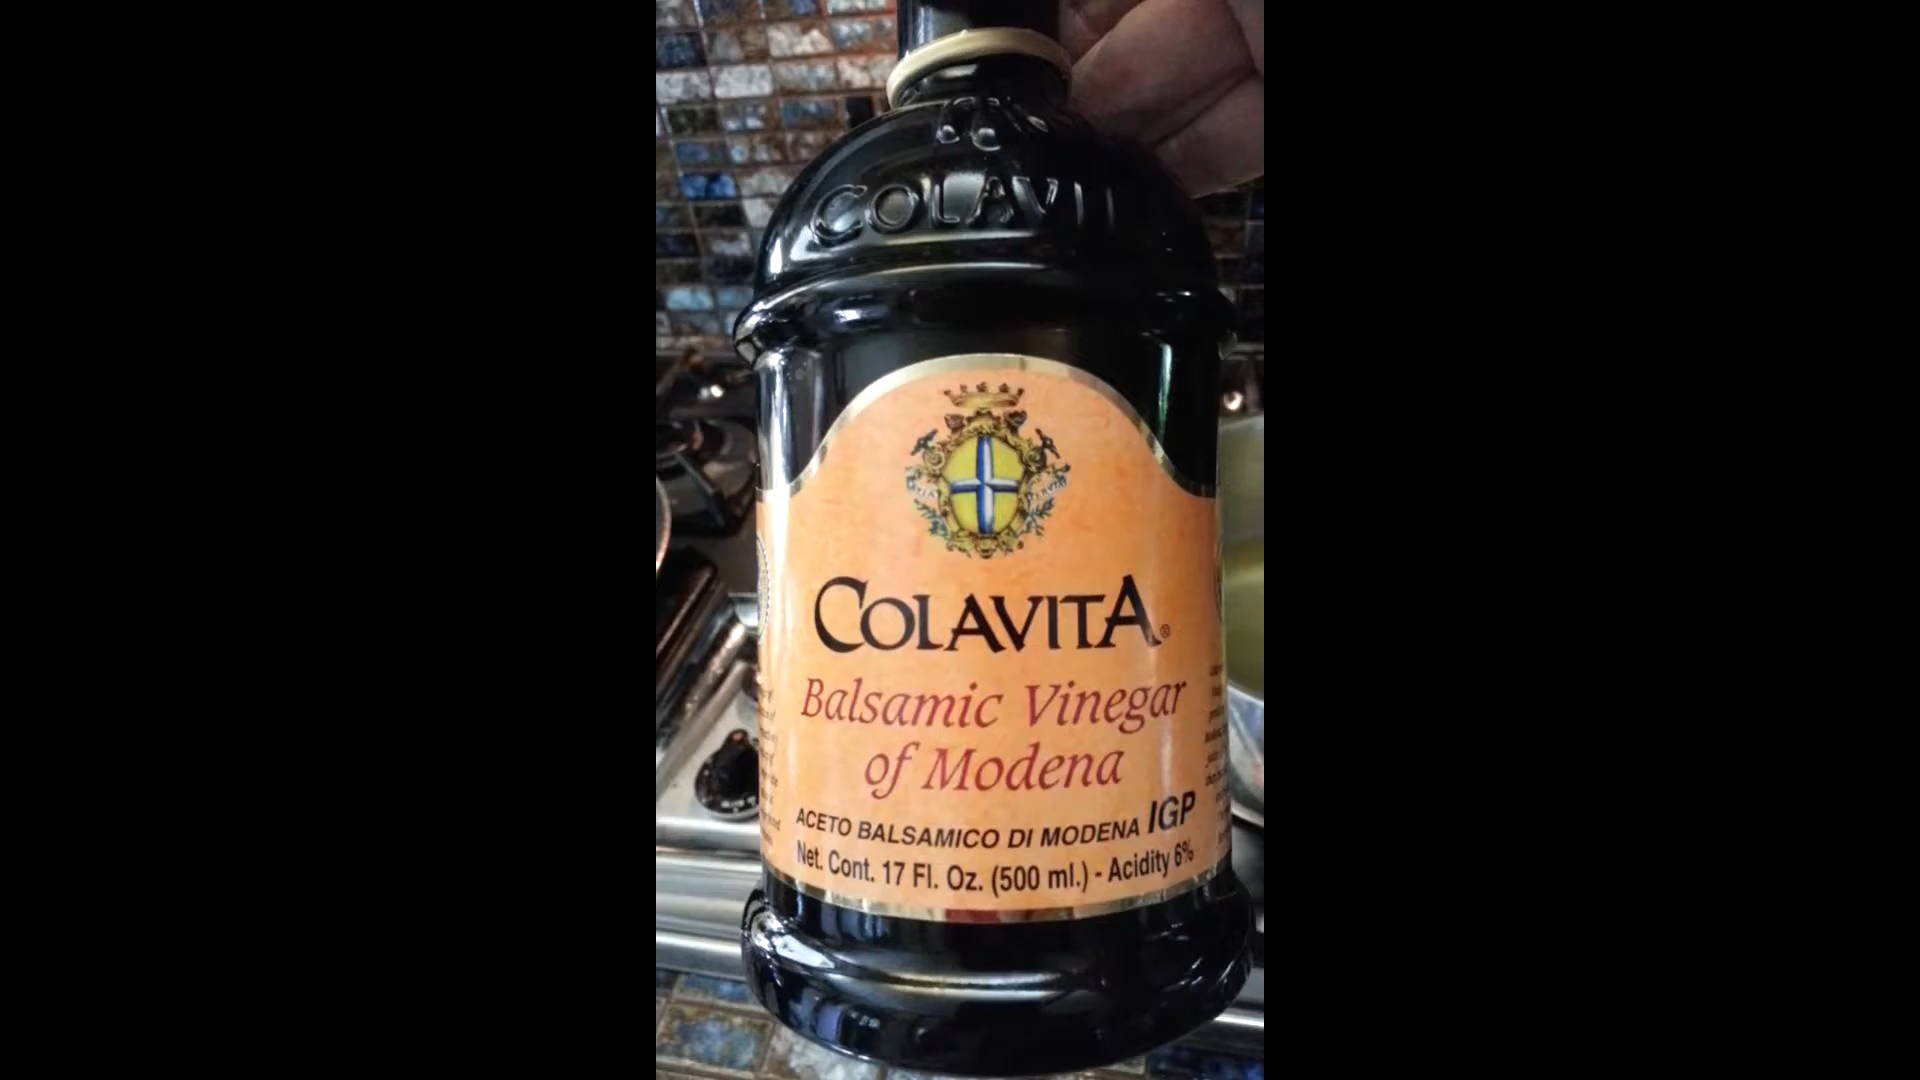 COLAVIT
COLAVITA®
Balsamic Vinegar
of Modena
ACETO BALSAMICO DI MODENA IGP
Net. Cont. 17 Fl. Oz. (500 ml.) - Acidity 6%